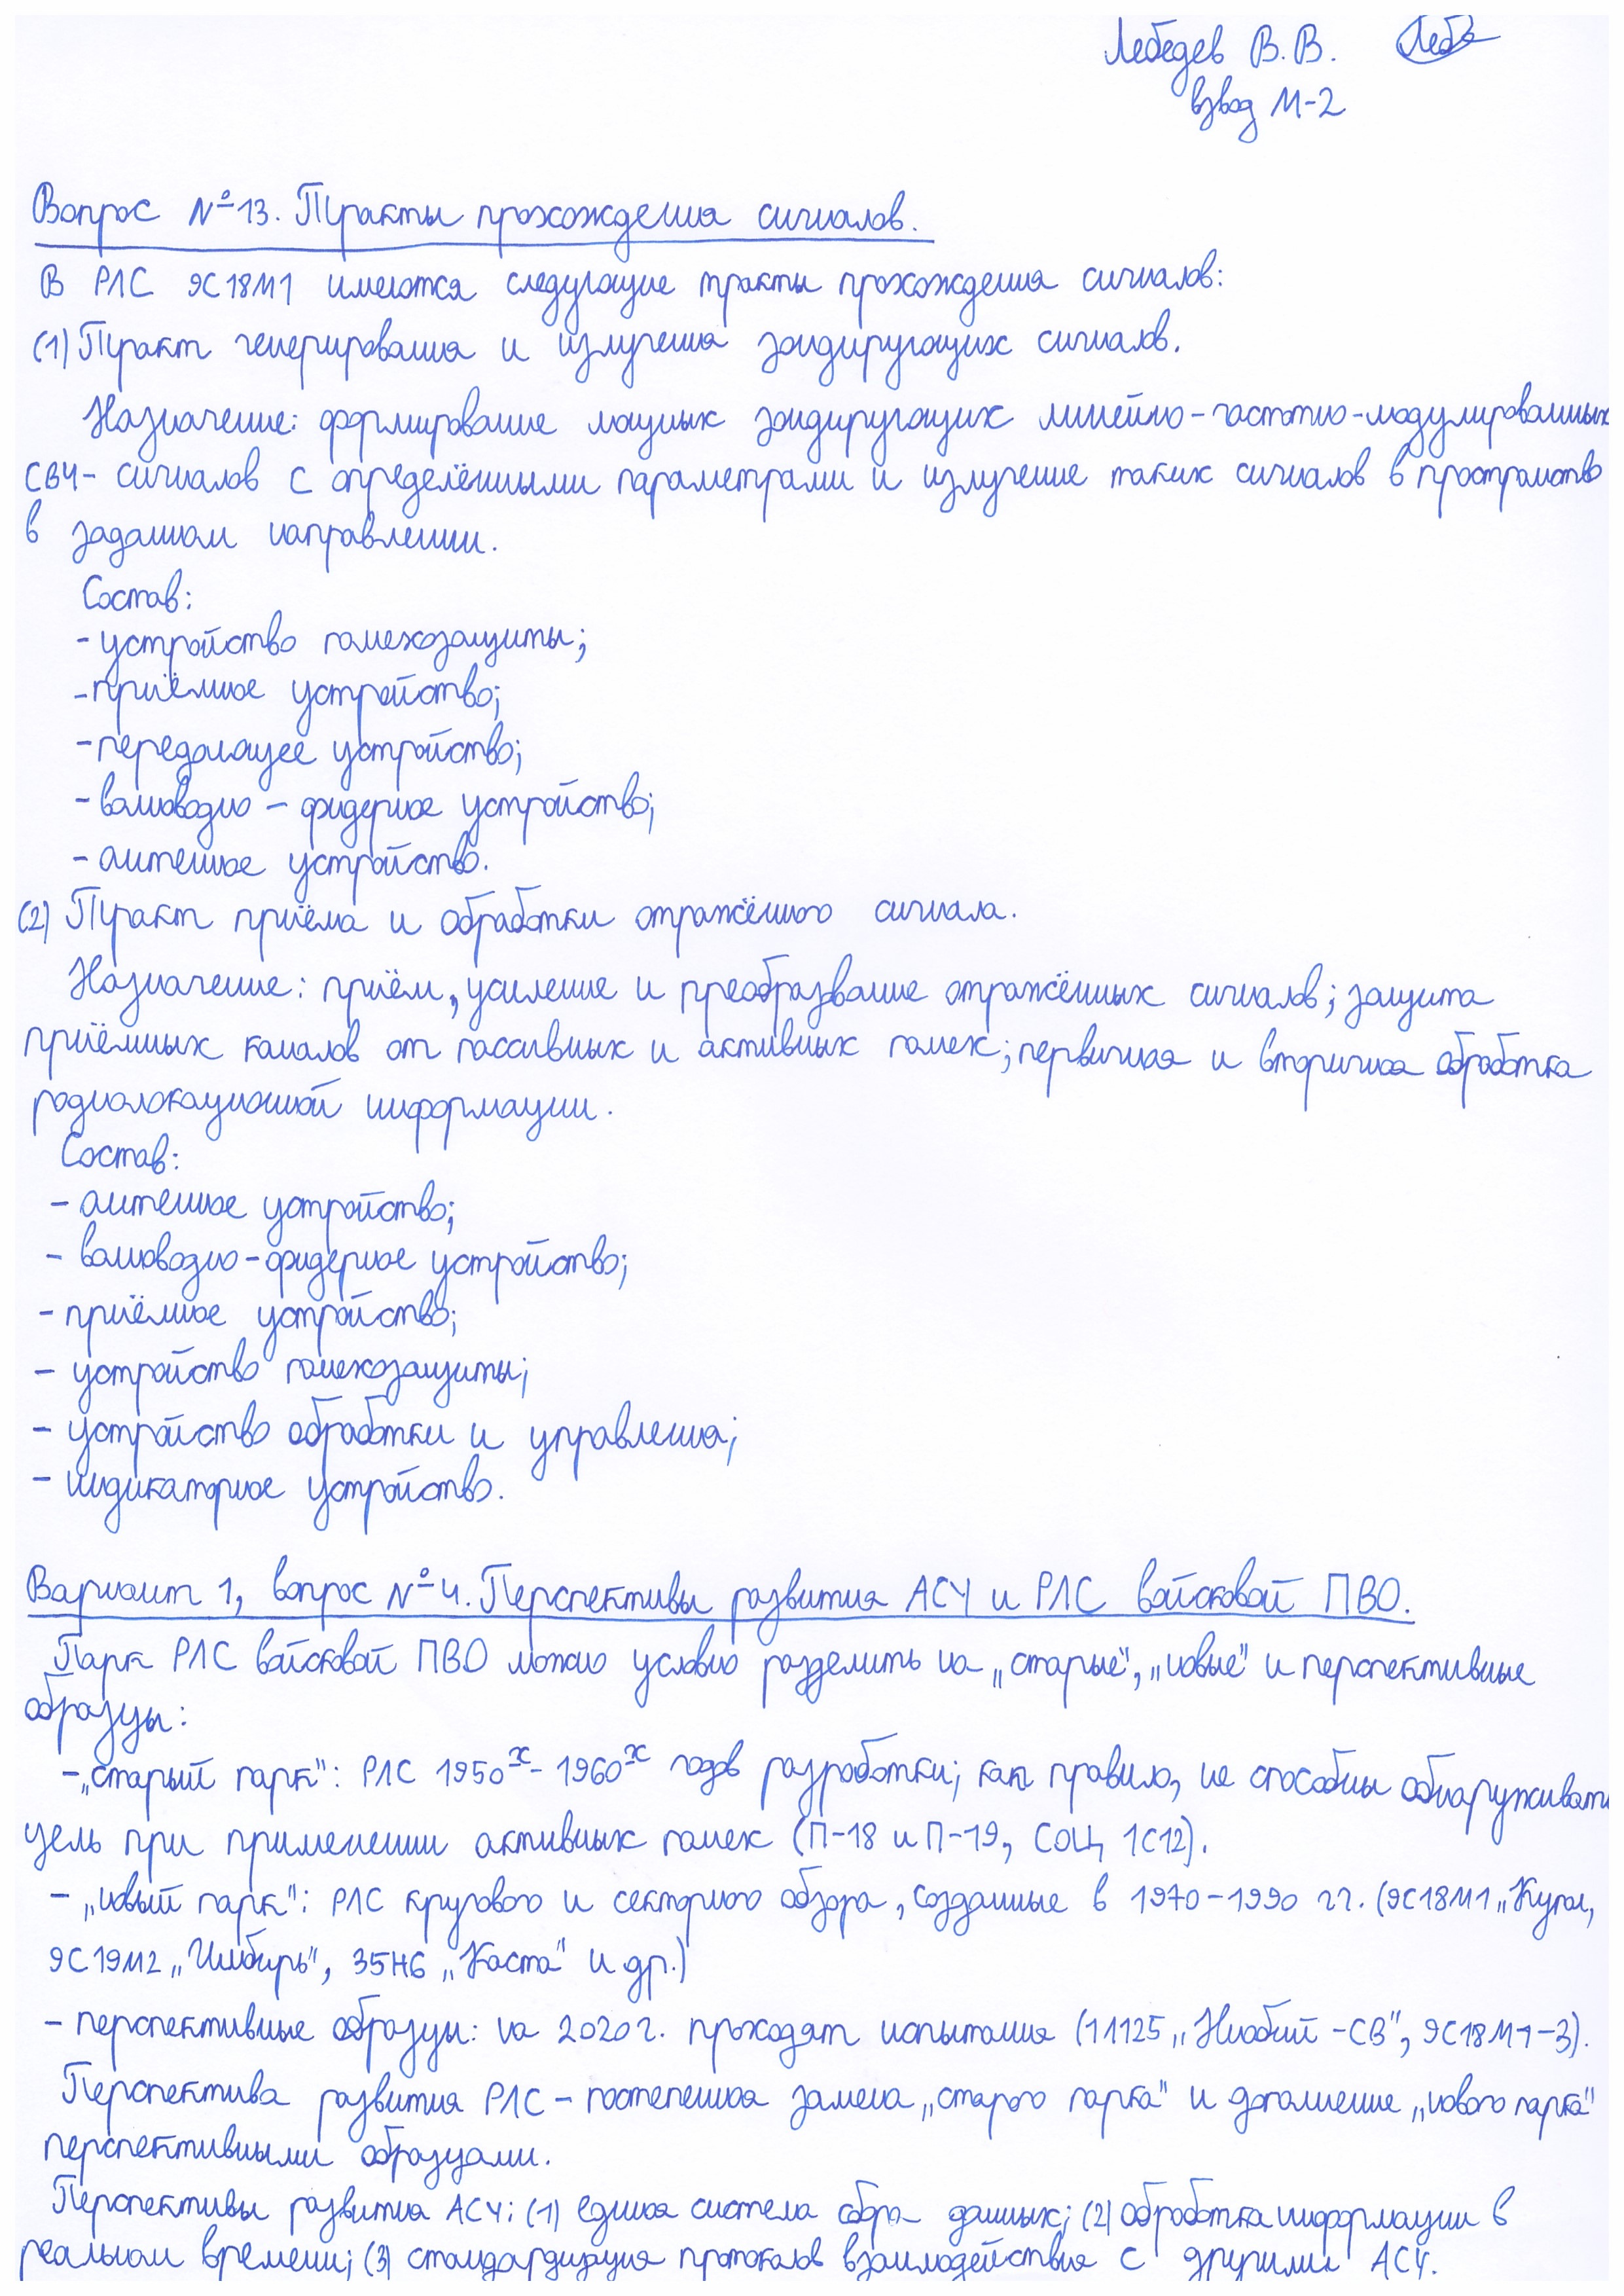 Лебедев В.В. Леб
взвод М-2
Вопрос №13. Тракты прохождения сигналов.
В РЛС 9С18М1 имеются следующие тракты прохождения сигналов:
(1) Тракт генерирования и излучения зондирующих сигналов.
Назначение: формирование мощных зондирующих линейно-частотно-модулированных
СВЧ- сигналов с определёнными параметрами и излучение таких сигналов в пространство
в заданном направлении.
Состав:
- устройство помехозащиты;
- приёмное устройство;
- передающее устройство;
- волноводно - фидерное устройство;
- антенное устройство.
(2) Тракт приёма и обработки отражённого сигнала.
Назначение: приём, усиление и преобразвание отражённых сигналов; защита
приёмных каналов от пассивных и активных помех; первичная и вторичная обработка
радиолокационной информации.
Состав:
- антенное устройство;
- волноводно-фидерное устройство;
- приёмное устройство;
- устройство помехозащиты;
- устройство обработки и управления;
- индикаторное устройство.
Вариант 1, вопрос №4. Перспективы развития АСУ и РЛС войсковой ПВО.
Парк РЛС войсковой ПВО можно условно разделить на „старые", „новые" и перспективные
образцы:
- „старый парк": РЛС 1950х- 1960х годов разработки; как правило, не способны обнаруживать
цель при применении активных помех (П-18 и П-19, СОЦ 1С12).
- „новый парк": РЛС кругового и секторного обзора, созданные в 1970-1990 гг. (9С18М1 „Купол,
9С19М2 „Имбирь", 35Н6 „Каста" и др.)
- перспективные образцы: на 2020г. проходят испытания (1Л125 „Ниобий -СВ", 9С18М1-3).
Перспектива развития РЛС - постепенная замена „старого парка" и дополнение „нового парка"
перспективными образцами.
Перспективы развития АСУ: (1) единая система сбора данных; (2) обработка информации в
реальном времени; (3) стандартизация протоколов взаимодействия с другими АСУ.